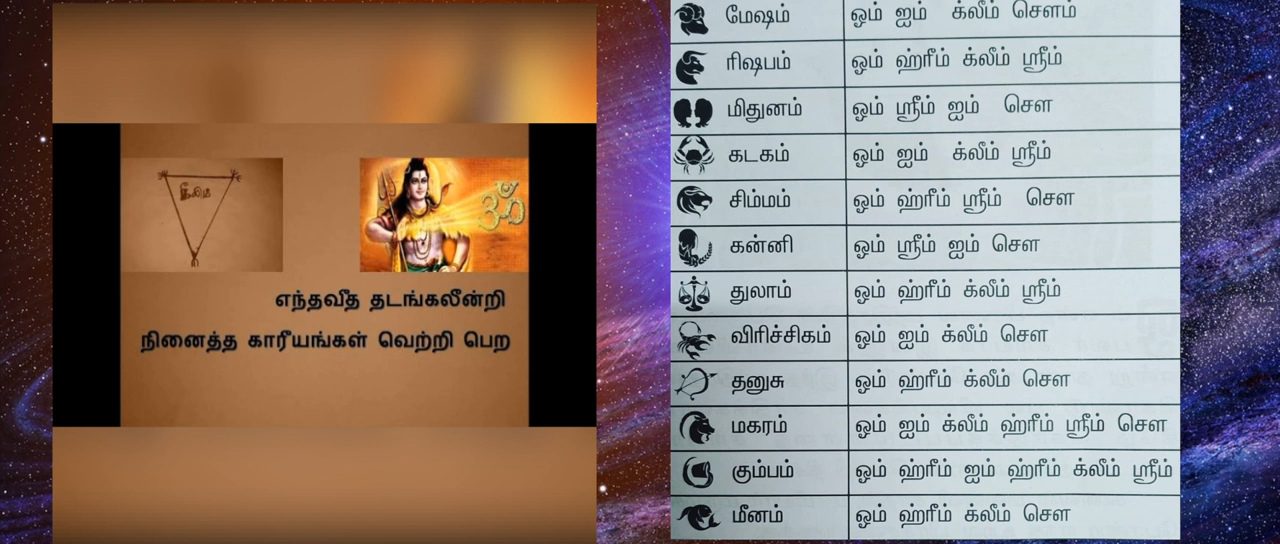 எந்தவீத தடங்கலீன்றி
நினைத்த காரீயங்கள் வெற்றி பெற
மேஷம் ஓம் ஐம் க்லீம் சௌம்
ரிஷபம் ஓம் ஹ்ரீம் க்லீம் ஸ்ரீம்
மிதுனம் ஓம் ஸ்ரீம் ஐம் சௌ
கடகம் ஓம் ஐம் க்லீம் ஸ்ரீம்
சிம்மம் ஓம் ஹ்ரீம் ஸ்ரீம் சௌ
கன்னி ஓம் ஸ்ரீம் ஐம் சௌ
துலாம் ஓம் ஹ்ரீம் க்லீம் ஸ்ரீம்
விரிச்சிகம் ஓம் ஐம் க்லீம் சௌ
தனுசு ஓம் ஹ்ரீம் க்லீம் சௌ
மகரம் ஓம் ஐம் க்லீம் ஹ்ரீம் ஸ்ரீம் சௌ
கும்பம் ஓம் ஹ்ரீம் ஐம் ஹ்ரீம் க்லீம் ஸ்ரீம்
மீனம் ஓம் ஹ்ரீம் க்லீம் சௌ